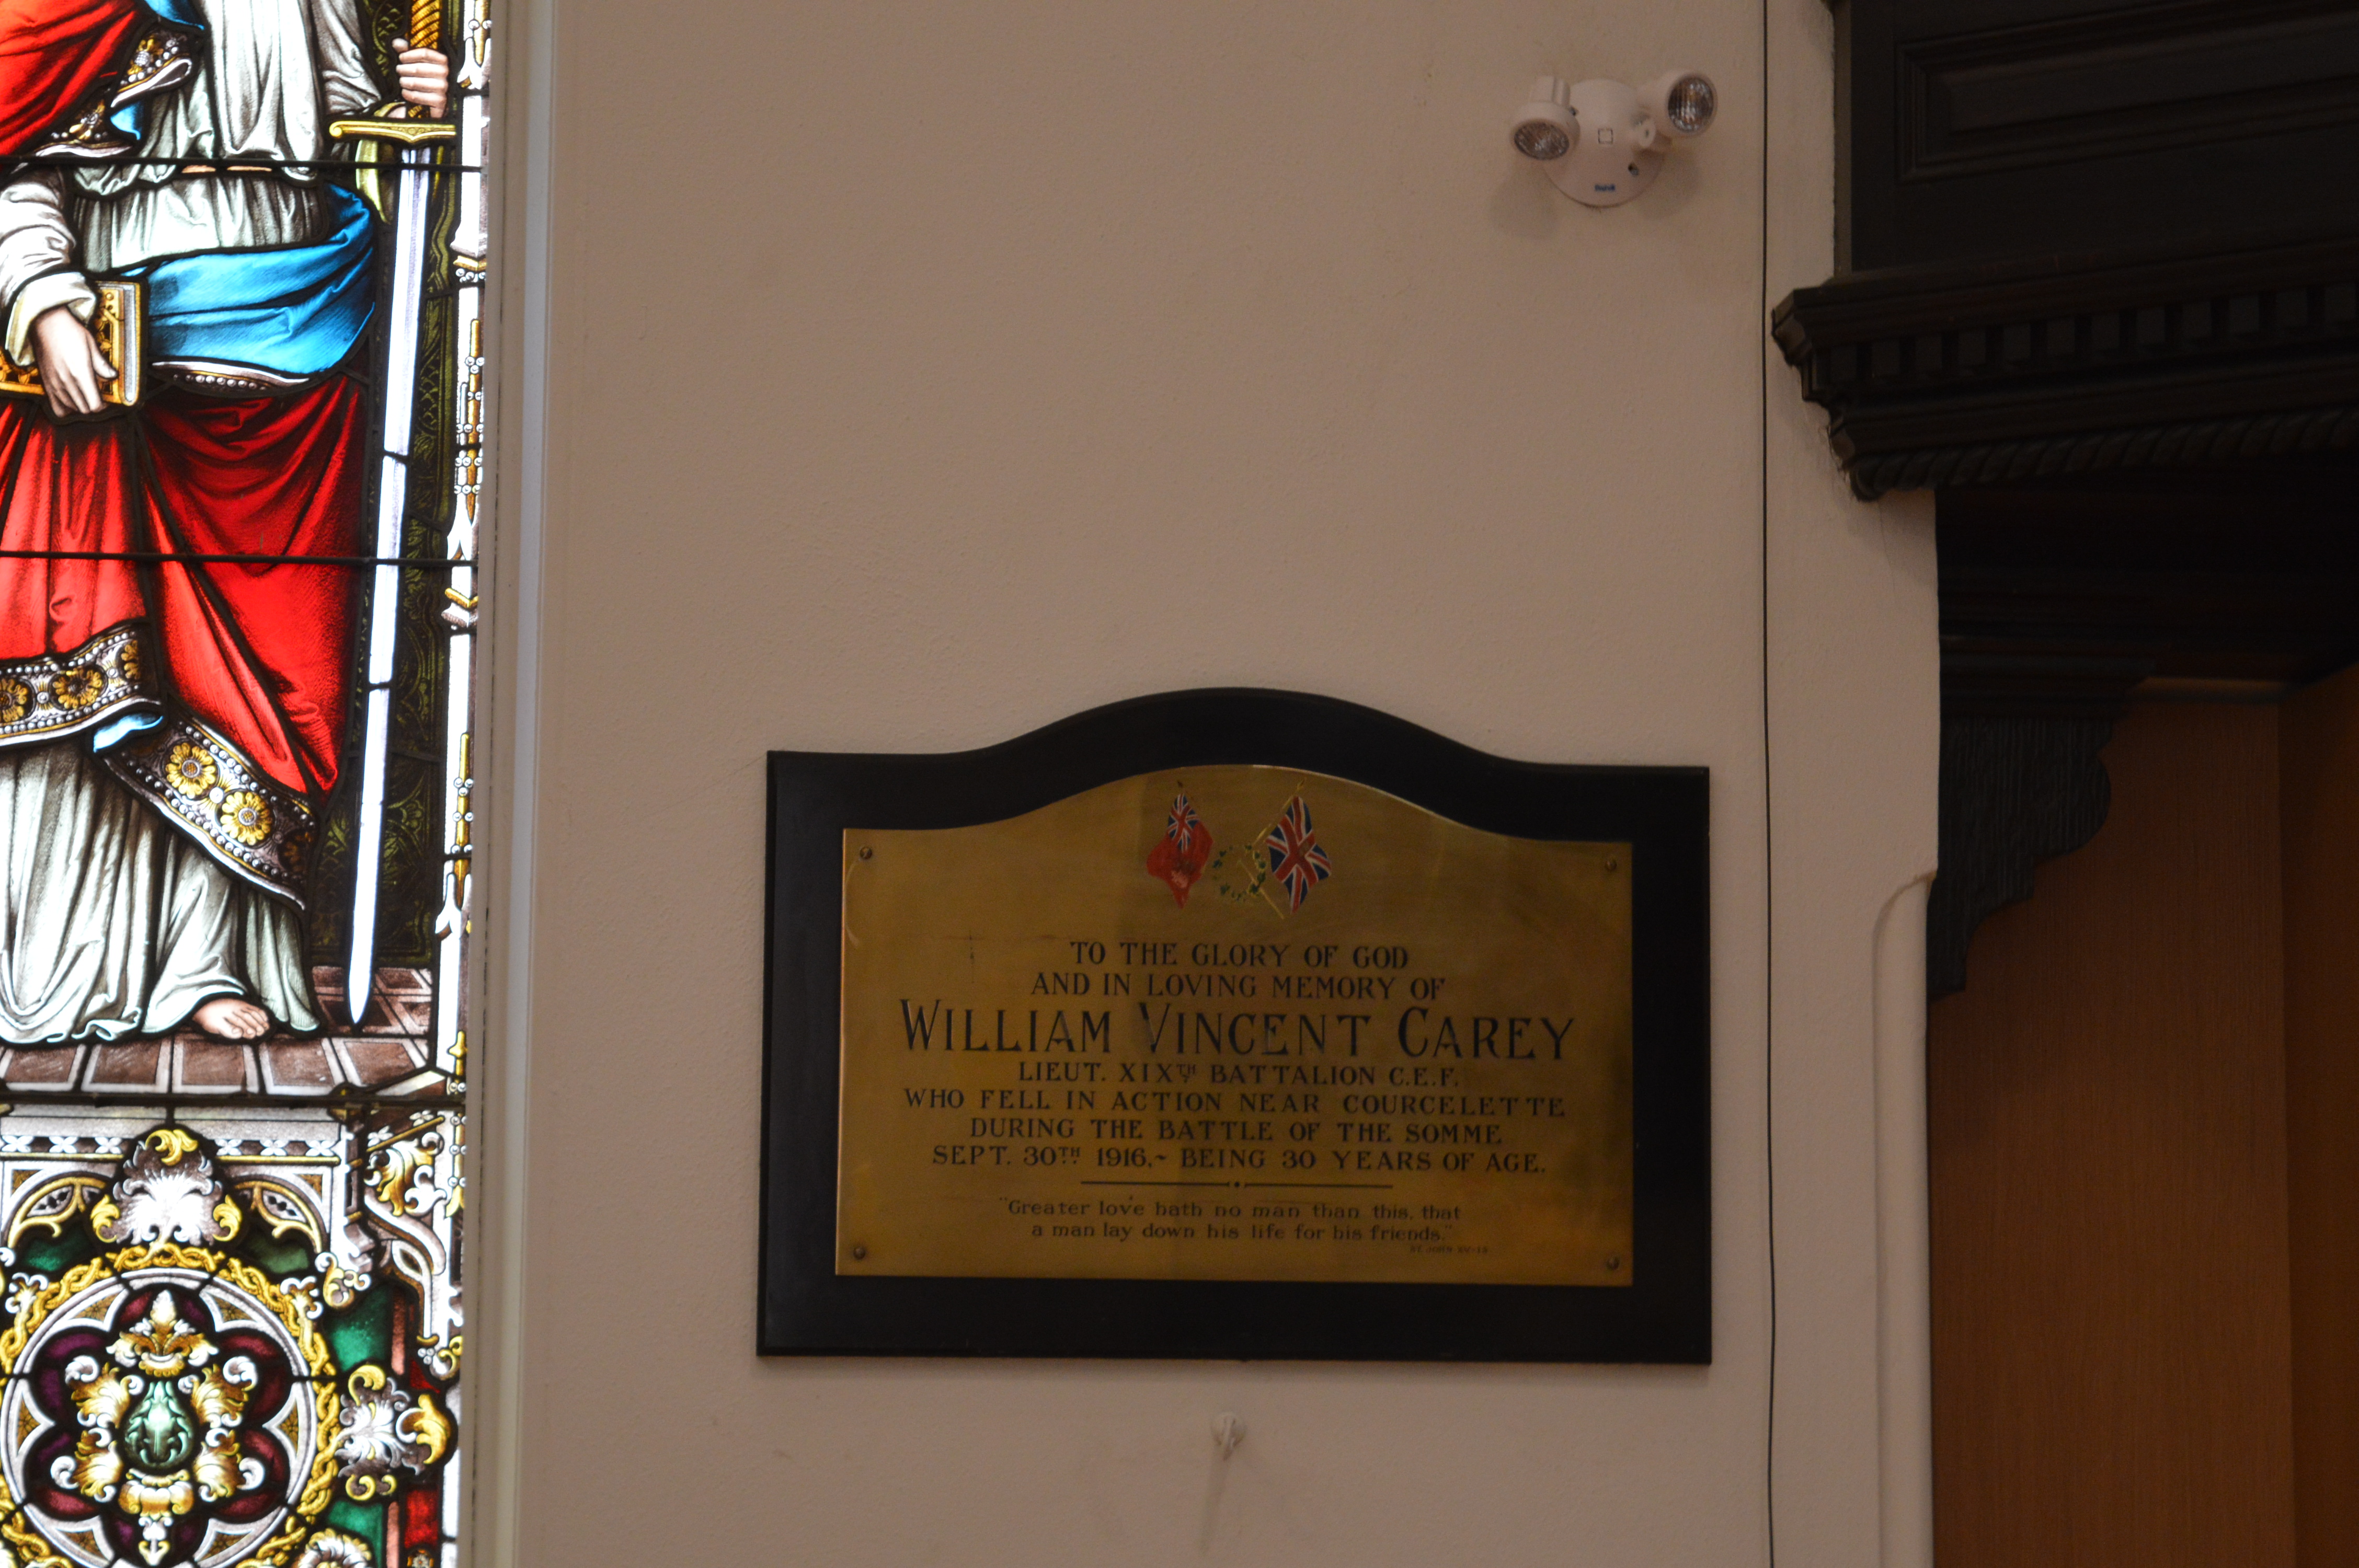 TO THE GLORY OF GOD
AND IN LOVING MEMORY OF
WILLIAM VINCENT CAREY
LIEUT. XIXTH BATTALION C.E.F.
WHO FELL IN ACTION NEAR COURCELETTE
DURING THE BATTLE OF THE SOMME
SEPT. 30TH 1916.~ BEING 30 YEARS OF AGE.
"Greater love hath no man than this, that
a man lay down his life for his friends."
ST. JOHN